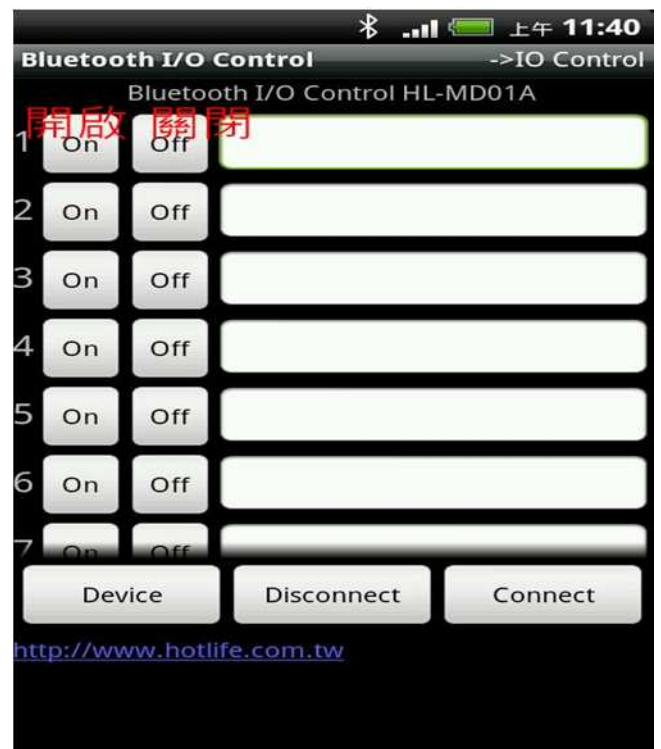 上午 11:40
Bluetooth I/O Control ->IO Control
Bluetooth I/O Control HL-MD01A
開啟 關閉
1 On Off
2 On Off
3 On Off
4 On Off
5 On Off
6 On Off
7 On Off
Device Disconnect Connect
http://www.hotlife.com.tw